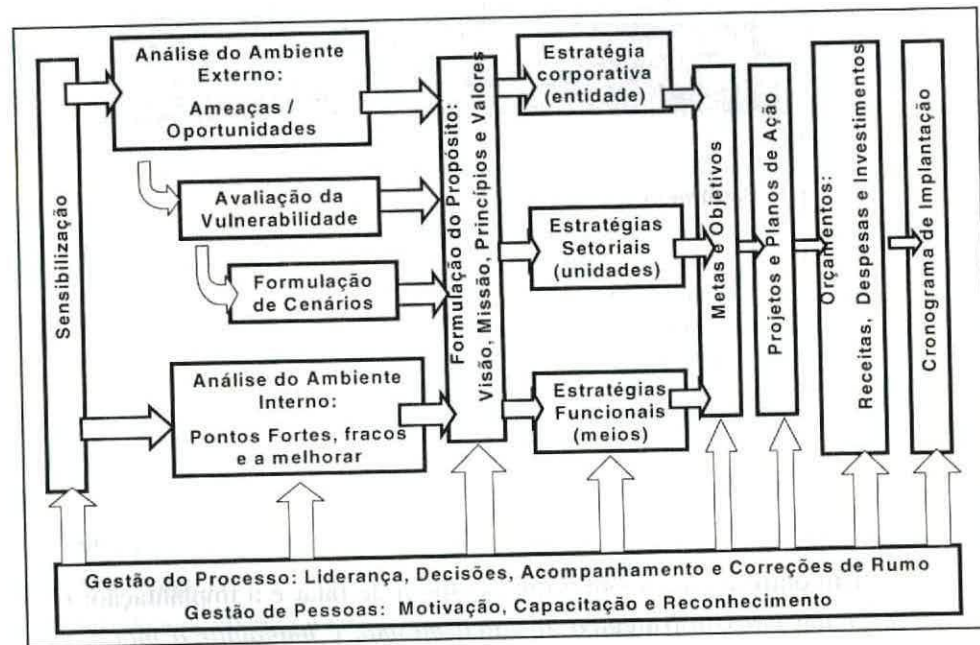 Sensibilização
Análise do Ambiente
Externo:
Ameaças /
Oportunidades
Avaliação da
Vulnerabilidade
Formulação
de Cenários
Análise do Ambiente
Interno:
Pontos Fortes, fracos
e a melhorar
Formulação do Propósito:
Visão, Missão, Princípios e Valores
Estratégia
corporativa
(entidade)
Estratégias
Setoriais
(unidades)
Estratégias
Funcionais
(meios)
Metas e Objetivos
Projetos e Planos de Ação
Orçamentos:
Receitas, Despesas e Investimentos
Cronograma de Implantação
Gestão do Processo: Liderança, Decisões, Acompanhamento e Correções de Rumo
Gestão de Pessoas: Motivação, Capacitação e Reconhecimento